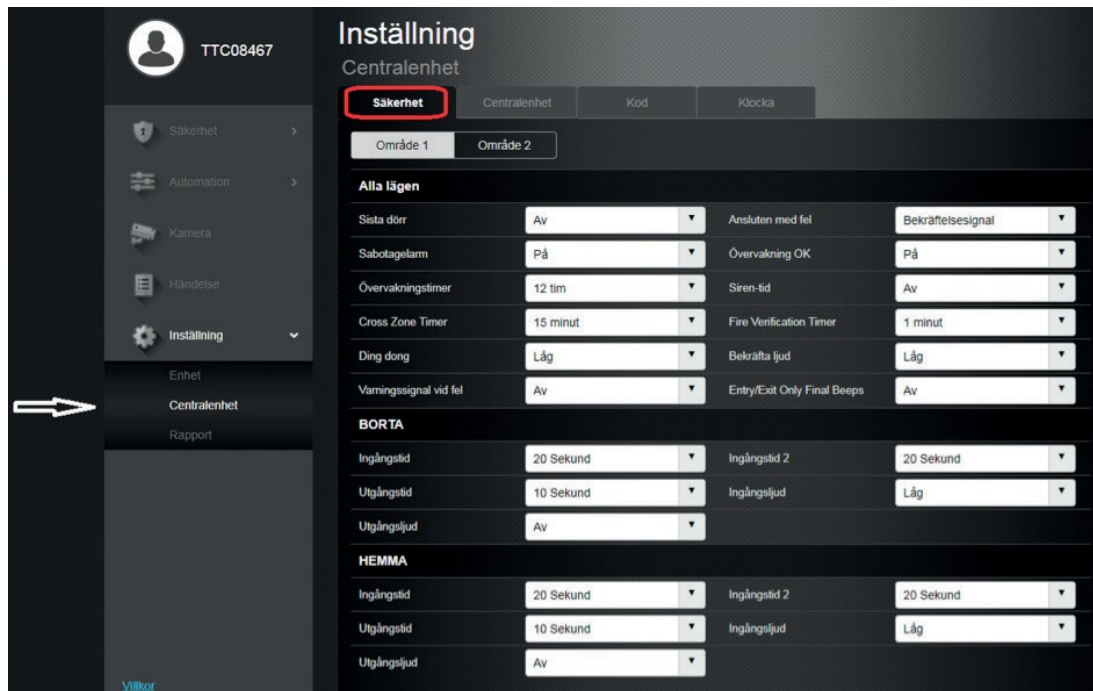 TTC08467
Säkerhet
Automation
Kamera
Händelse
Inställning
Enhet
Centralenhet
Rapport
Villkor
Inställning
Centralenhet
Säkerhet Centralenhet Kod Klocka
Område 1 Område 2
Alla lägen
Sista dörr Av Ansluten med fel Bekräftelsesignal
Sabotagelarm På Övervakning OK På
Övervakningstimer 12 tim Siren-tid Av
Cross Zone Timer 15 minut Fire Verification Timer 1 minut
Ding dong Låg Bekräfta ljud Låg
Varningssignal vid fel Av Entry/Exit Only Final Beeps Av
BORTA
Ingångstid 20 Sekund Ingångstid 2 20 Sekund
Utgångstid 10 Sekund Ingångsljud Låg
Utgångsljud Av
HEMMA
Ingångstid 20 Sekund Ingångstid 2 20 Sekund
Utgångstid 10 Sekund Ingångsljud Låg
Utgångsljud Av